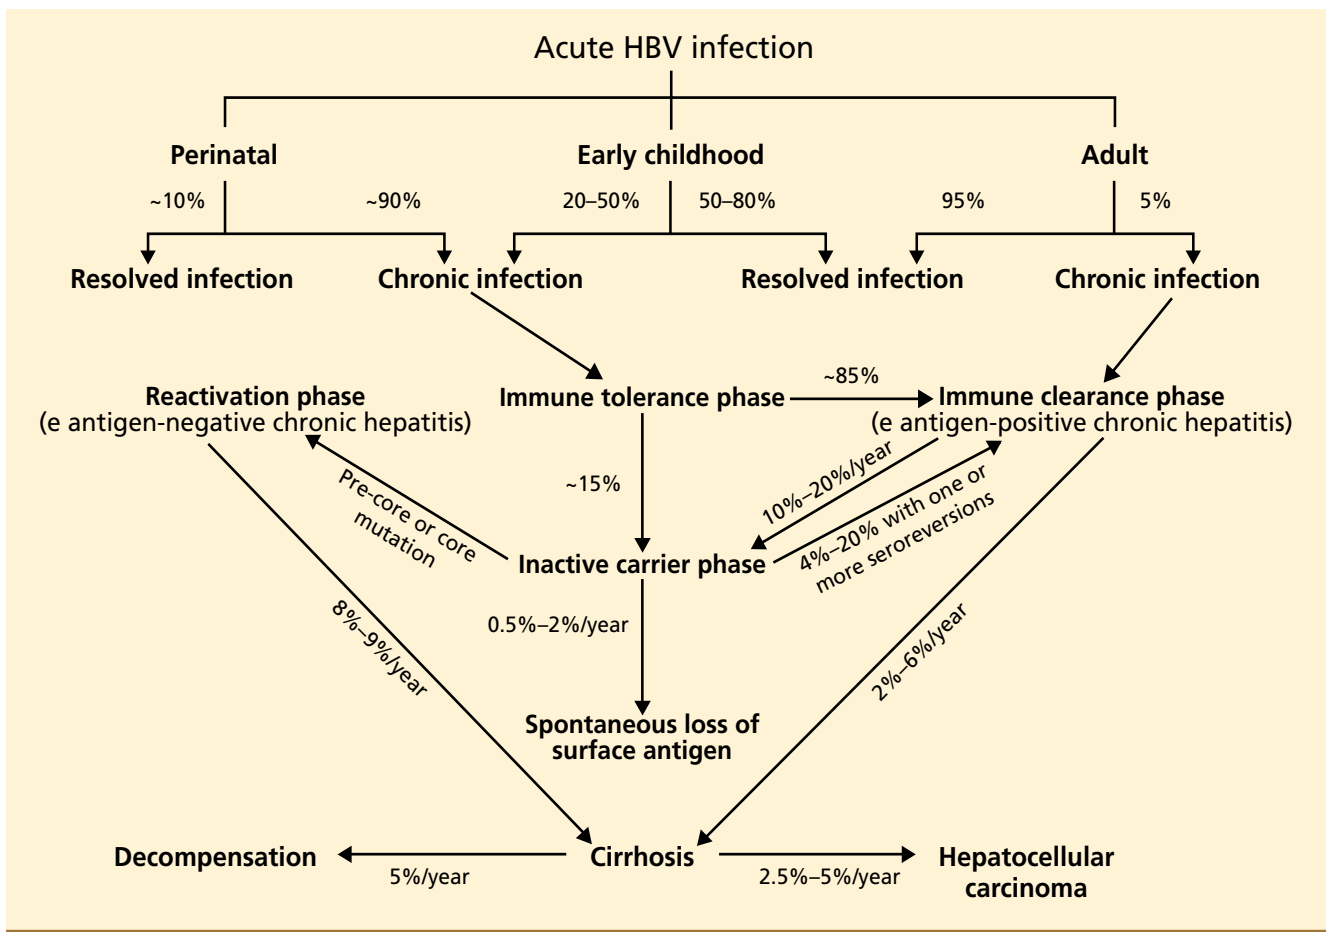 Acute HBV infection
Perinatal
Early childhood
Adult
~10%
~90%
20–50%
50–80%
95%
5%
Resolved infection
Chronic infection
Resolved infection
Chronic infection
Reactivation phase
(e antigen-negative chronic hepatitis)
Immune tolerance phase
~85%
Immune clearance phase
(e antigen-positive chronic hepatitis)
Pre-core or core
mutation
~15%
10%–20%/year
4%–20% with one or
more seroreversions
Inactive carrier phase
8%–9%/year
0.5%–2%/year
2%–6%/year
Spontaneous loss of
surface antigen
Decompensation
5%/year
Cirrhosis
2.5%–5%/year
Hepatocellular
carcinoma